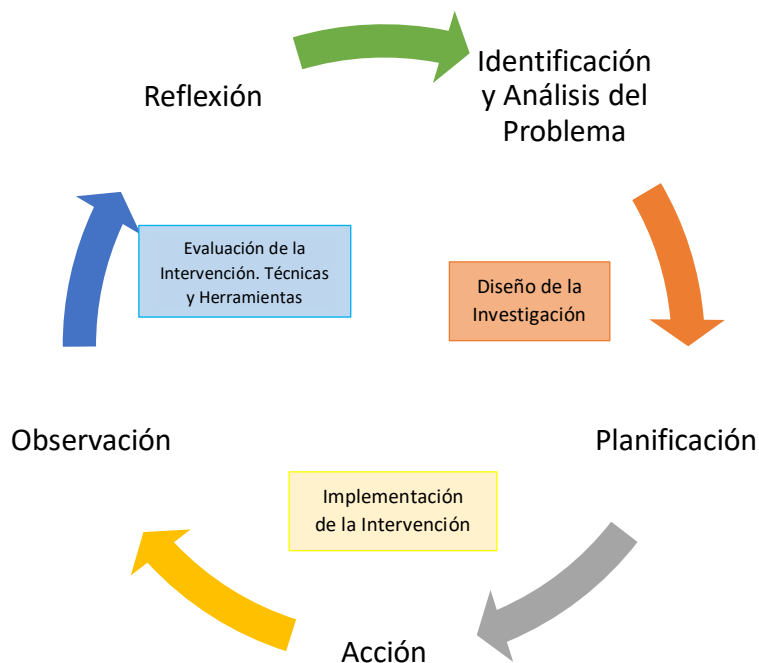 Identificación
y Análisis del
Problema
Reflexión
Evaluación de la
Intervención. Técnicas
y Herramientas
Diseño de la
Investigación
Observación
Planificación
Implementación
de la Intervención
Acción